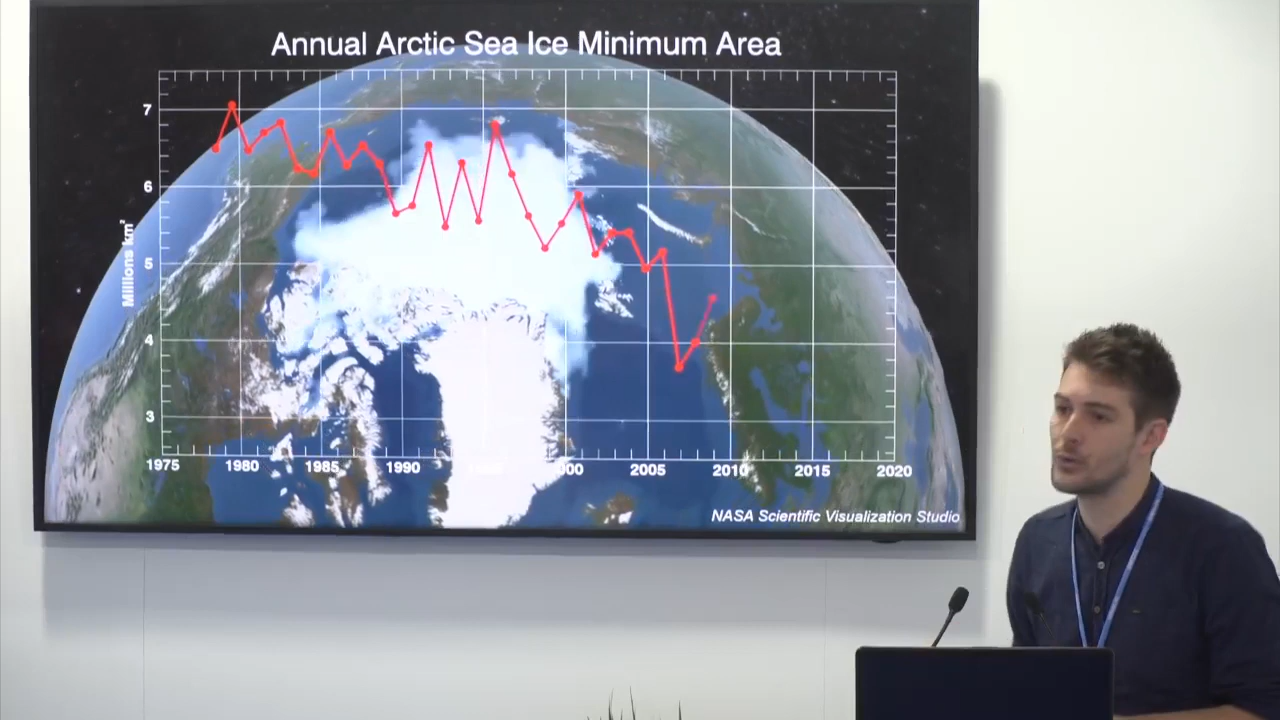 Annual Arctic Sea Ice Minimum Area
7
6
5
4
3
Millions km²
1975 1980 1985 1990 2005 2010 2015 2020
NASA Scientific Visualization Studio